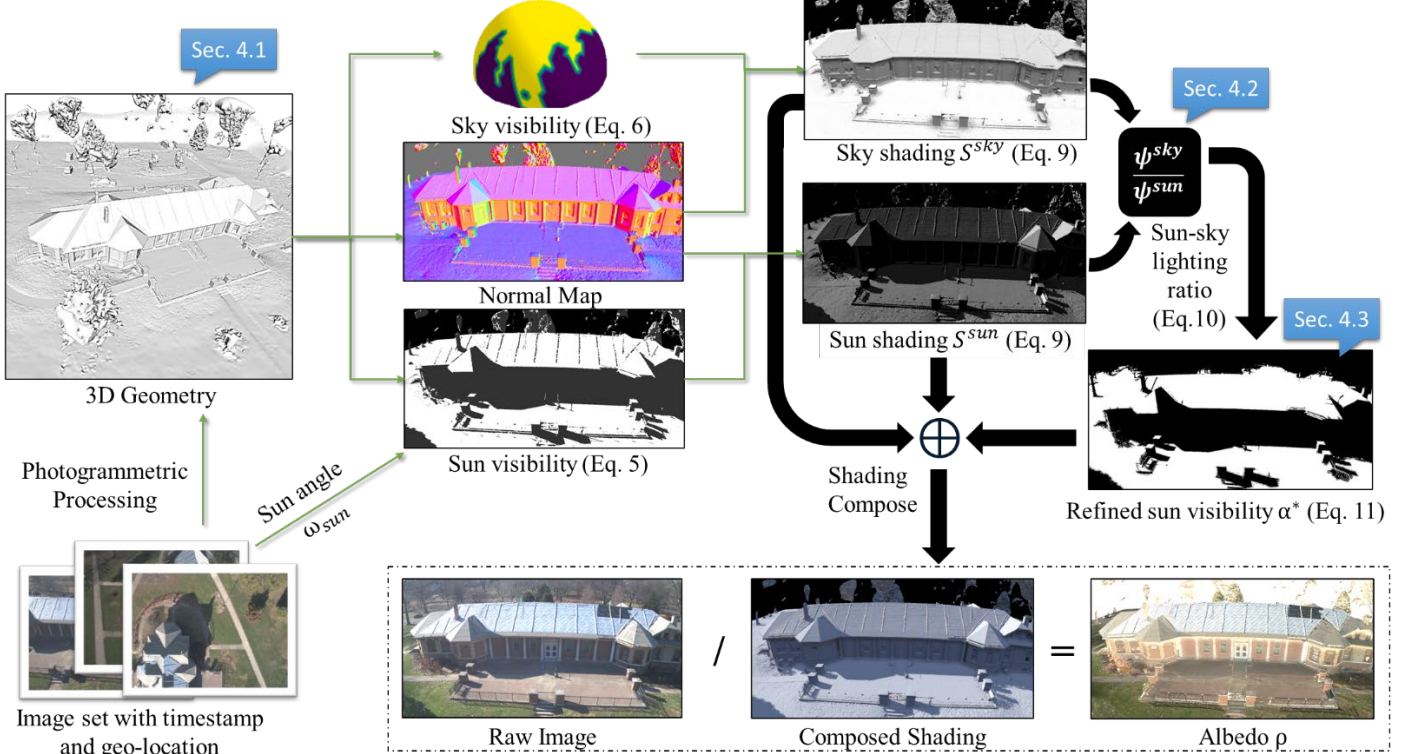 Sec. 4.1
Sky visibility (Eq. 6)
Sky shading S^sky (Eq. 9)
Sec. 4.2
ψ^sky
ψ^sun
Sun-sky
lighting
ratio
(Eq.10)
Normal Map
3D Geometry
Sun visibility (Eq. 5)
Sun shading S^sun (Eq. 9)
Sec. 4.3
Photogrammetric
Processing
Sun angle
ω_sun
Shading
Compose
Refined sun visibility α* (Eq. 11)
Image set with timestamp
and geo-location
Raw Image
/
Composed Shading
=
Albedo ρ